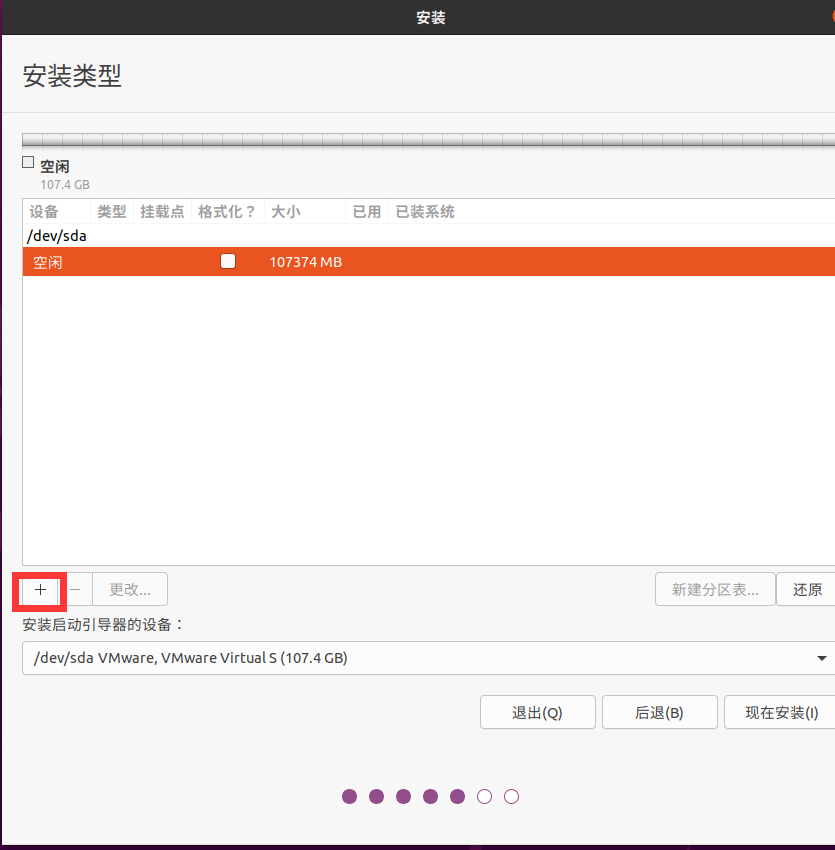 安装
安装类型
空闲
107.4 GB
设备 类型 挂载点 格式化？ 大小 已用 已装系统
/dev/sda
空闲 107374 MB
+ − 更改... 新建分区表... 还原
安装启动引导器的设备：
/dev/sda VMware, VMware Virtual S (107.4 GB)
退出(Q) 后退(B) 现在安装(I)